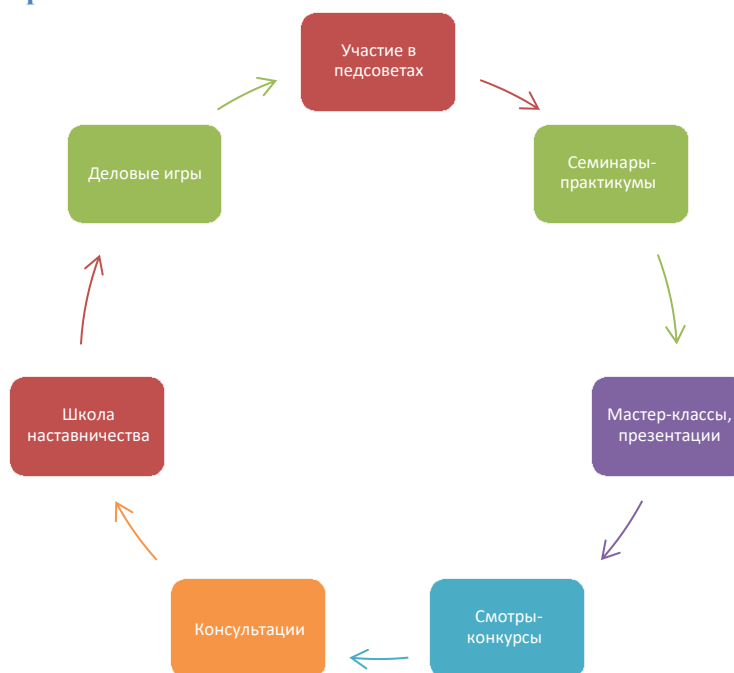 Участие в
педсоветах
Семинары-
практикумы
Мастер-классы,
презентации
Смотры-
конкурсы
Консультации
Школа
наставничества
Деловые игры